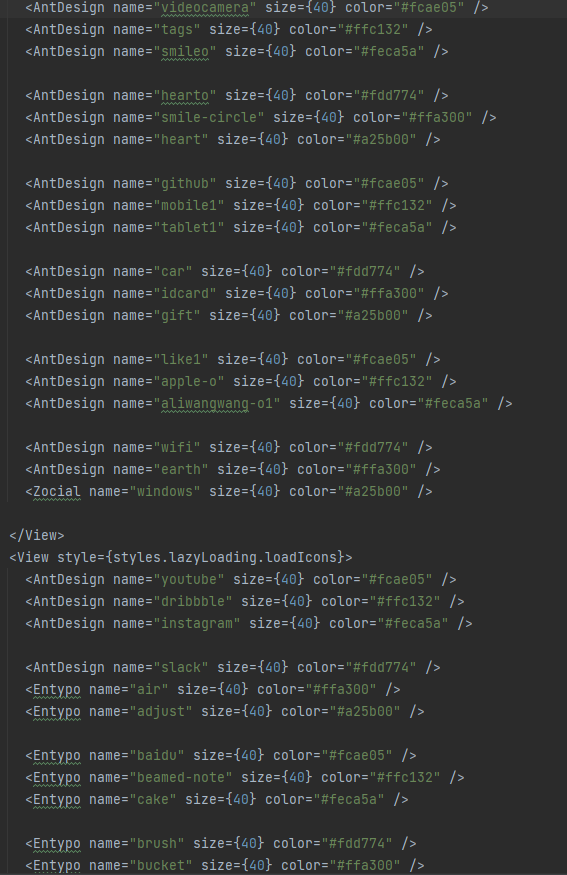 <AntDesign name="videocamera" size={40} color="#fcae05" />
<AntDesign name="tags" size={40} color="#ffc132" />
<AntDesign name="smileo" size={40} color="#feca5a" />
<AntDesign name="hearto" size={40} color="#fdd774" />
<AntDesign name="smile-circle" size={40} color="#ffa300" />
<AntDesign name="heart" size={40} color="#a25b00" />
<AntDesign name="github" size={40} color="#fcae05" />
<AntDesign name="mobile1" size={40} color="#ffc132" />
<AntDesign name="tablet1" size={40} color="#feca5a" />
<AntDesign name="car" size={40} color="#fdd774" />
<AntDesign name="idcard" size={40} color="#ffa300" />
<AntDesign name="gift" size={40} color="#a25b00" />
<AntDesign name="like1" size={40} color="#fcae05" />
<AntDesign name="apple-o" size={40} color="#ffc132" />
<AntDesign name="aliwangwang-o1" size={40} color="#feca5a" />
<AntDesign name="wifi" size={40} color="#fdd774" />
<AntDesign name="earth" size={40} color="#ffa300" />
<Zocial name="windows" size={40} color="#a25b00" />
</View>
<View style={styles.lazyLoading.loadIcons}>
<AntDesign name="youtube" size={40} color="#fcae05" />
<AntDesign name="dribbble" size={40} color="#ffc132" />
<AntDesign name="instagram" size={40} color="#feca5a" />
<AntDesign name="slack" size={40} color="#fdd774" />
<Entypo name="air" size={40} color="#ffa300" />
<Entypo name="adjust" size={40} color="#a25b00" />
<Entypo name="baidu" size={40} color="#fcae05" />
<Entypo name="beamed-note" size={40} color="#ffc132" />
<Entypo name="cake" size={40} color="#feca5a" />
<Entypo name="brush" size={40} color="#fdd774" />
<Entypo name="bucket" size={40} color="#ffa300" />